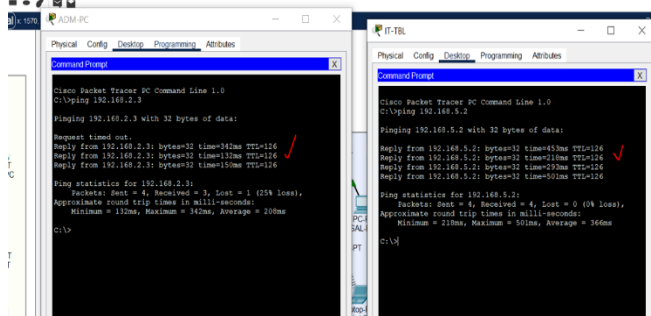 x: 1570,
ADM-PC
Physical Config Desktop Programming Attributes
Command Prompt
X
Cisco Packet Tracer PC Command Line 1.0
C:\>ping 192.168.2.3
Pinging 192.168.2.3 with 32 bytes of data:
Request timed out.
Reply from 192.168.2.3: bytes=32 time=342ms TTL=126
Reply from 192.168.2.3: bytes=32 time=132ms TTL=126
Reply from 192.168.2.3: bytes=32 time=150ms TTL=126
Ping statistics for 192.168.2.3:
Packets: Sent = 4, Received = 3, Lost = 1 (25% loss),
Approximate round trip times in milli-seconds:
Minimum = 132ms, Maximum = 342ms, Average = 208ms
C:\>
IT-TBL
Physical Config Desktop Programming Attributes
Command Prompt
X
Cisco Packet Tracer PC Command Line 1.0
C:\>ping 192.168.5.2
Pinging 192.168.5.2 with 32 bytes of data:
Reply from 192.168.5.2: bytes=32 time=453ms TTL=126
Reply from 192.168.5.2: bytes=32 time=218ms TTL=126
Reply from 192.168.5.2: bytes=32 time=293ms TTL=126
Reply from 192.168.5.2: bytes=32 time=501ms TTL=126
Ping statistics for 192.168.5.2:
Packets: Sent = 4, Received = 4, Lost = 0 (0% loss),
Approximate round trip times in milli-seconds:
Minimum = 218ms, Maximum = 501ms, Average = 366ms
C:\>